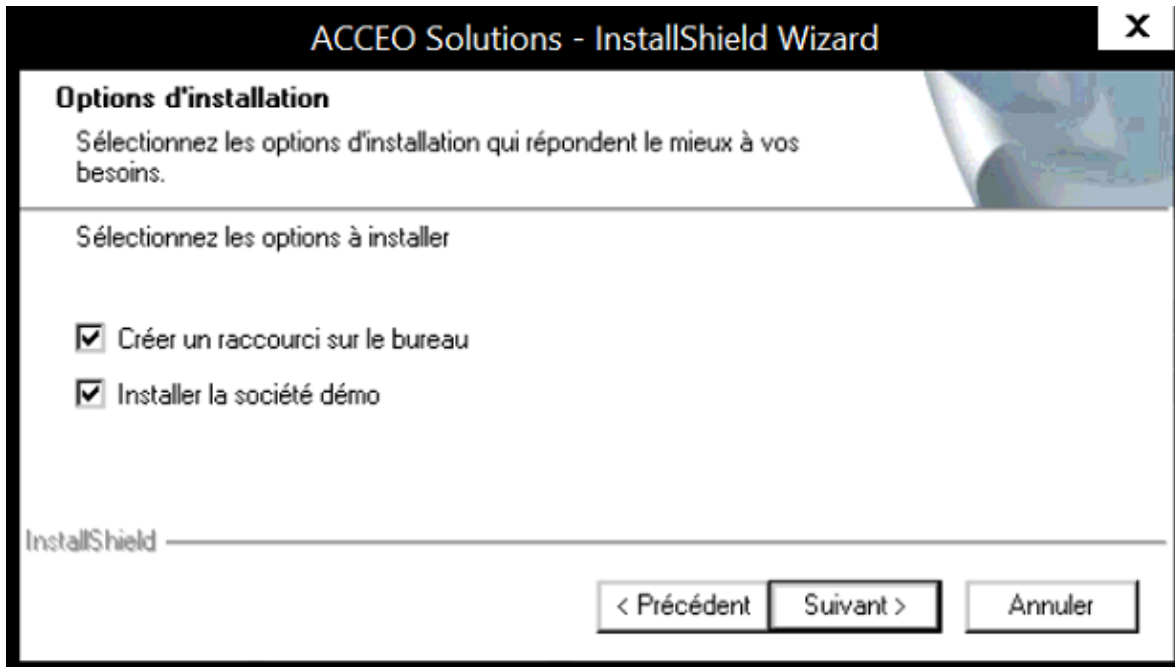 ACCEO Solutions - InstallShield Wizard
X
Options d'installation
Sélectionnez les options d'installation qui répondent le mieux à vos
besoins.
Sélectionnez les options à installer
Créer un raccourci sur le bureau
Installer la société démo
InstallShield
< Précédent
Suivant >
Annuler